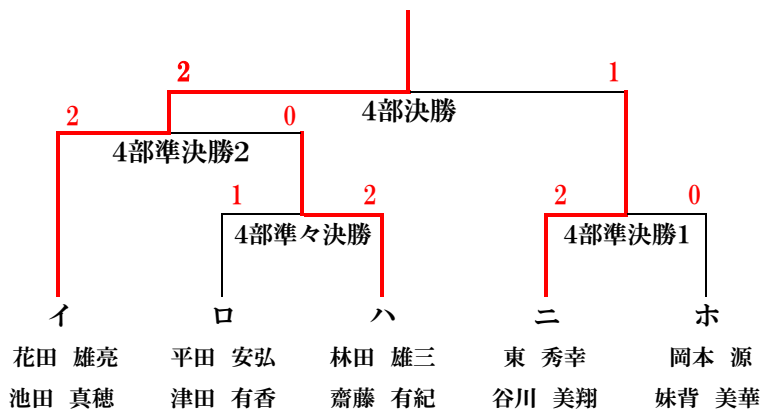 2 1
4部決勝
2 0
4部準決勝2
1 2 2 0
4部準々決勝 4部準決勝1
イ ロ ハ ニ ホ
花田 雄亮 平田 安弘 林田 雄三 東 秀幸 岡本 源
池田 真穂 津田 有香 齋藤 有紀 谷川 美翔 妹背 美華